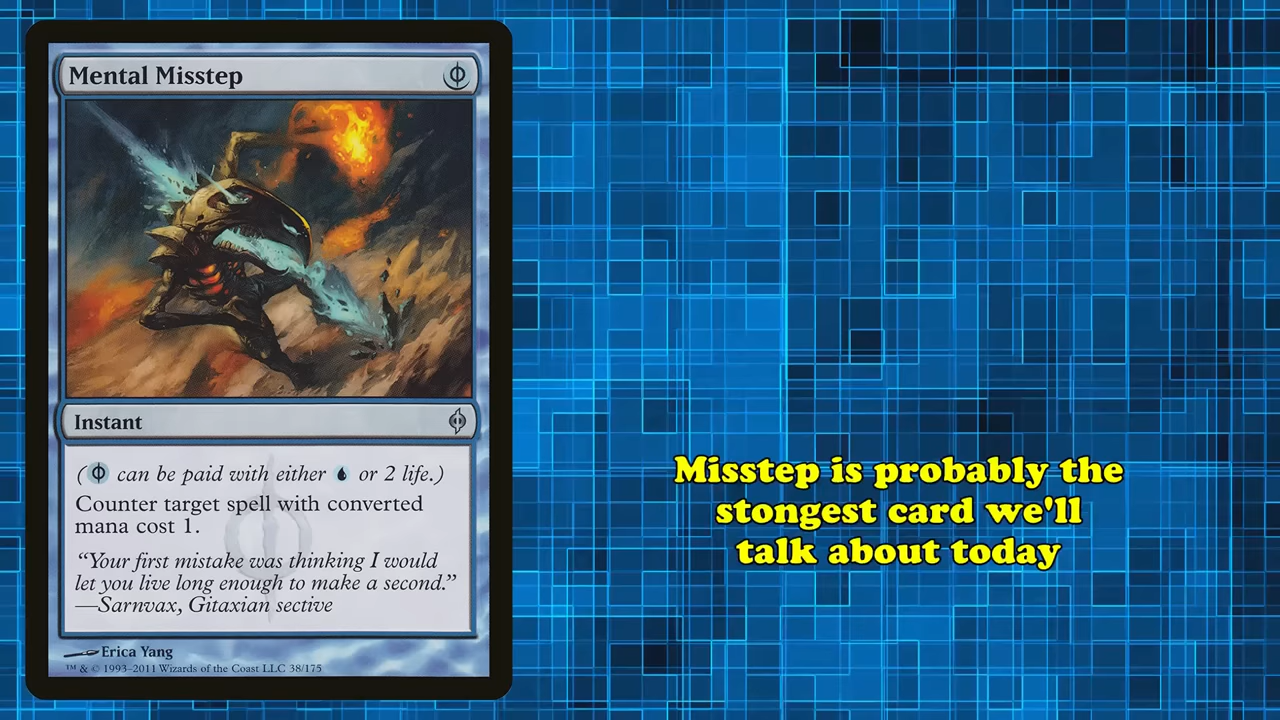 Mental Misstep
Instant
( can be paid with either or 2 life.)
Counter target spell with converted
mana cost 1.
“Your first mistake was thinking I would
let you live long enough to make a second.”
—Sarnvax, Gitaxian sective
Erica Yang
™ & © 1993–2011 Wizards of the Coast LLC 38/175
Misstep is probably the
stongest card we'll
talk about today